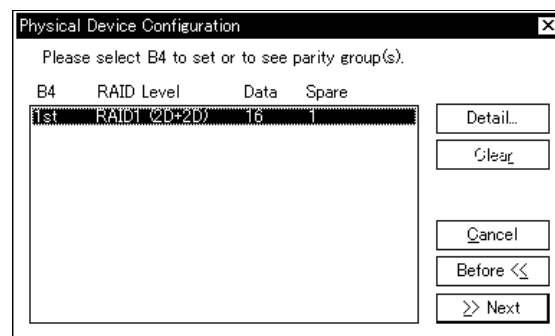 Physical Device Configuration
Please select B4 to set or to see parity group(s).
B4 RAID Level Data Spare
1st RAID1 (2D+2D) 16 1
Detail...
Clear
Cancel
Before <<
>> Next